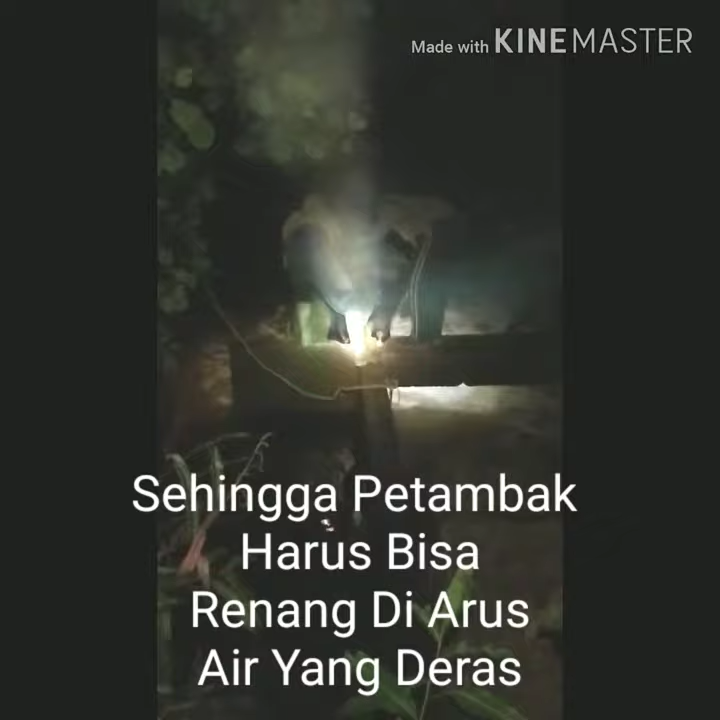 Made with KINEMASTER
Sehingga Petambak
Harus Bisa
Renang Di Arus
Air Yang Deras